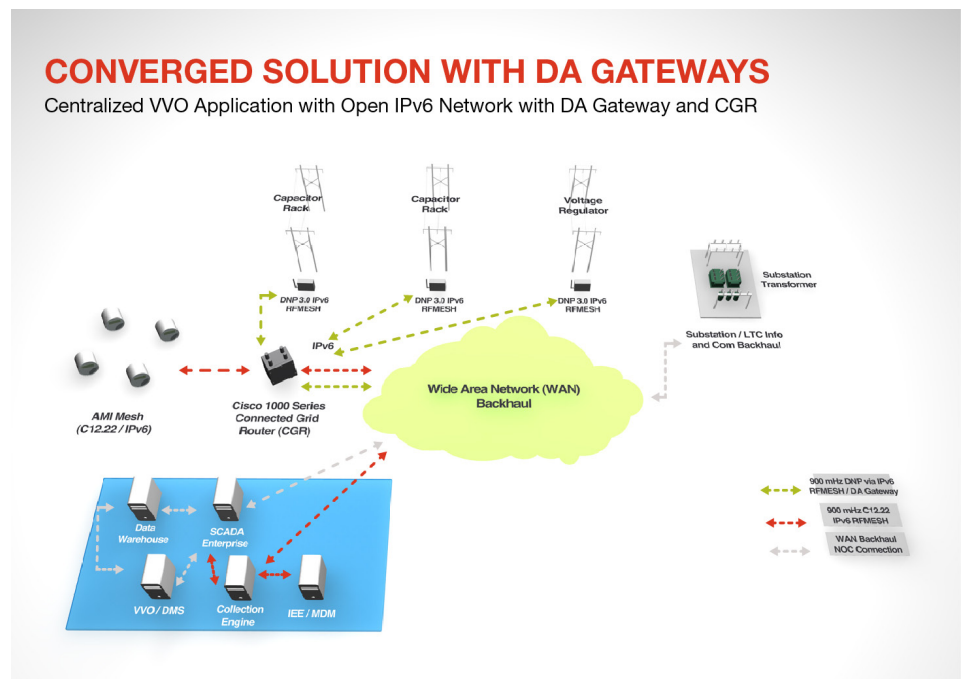 CONVERGED SOLUTION WITH DA GATEWAYS
Centralized VVO Application with Open IPv6 Network with DA Gateway and CGR
Capacitor
Rack
Capacitor
Rack
Voltage
Regulator
DNP 3.0 IPv6
RFMESH
DNP 3.0 IPv6
RFMESH
DNP 3.0 IPv6
RFMESH
Substation
Transformer
Substation / LTC Info
and Com Backhaul
IPv6
Wide Area Network (WAN)
Backhaul
AMI Mesh
(C12.22 / IPv6)
Cisco 1000 Series
Connected Grid
Router (CGR)
Data
Warehouse
SCADA
Enterprise
VVO / DMS
Collection
Engine
IEE / MDM
900 mHz DNP via IPv6
RFMESH / DA Gateway
900 mHz C12.22
IPv6 RFMESH
WAN Backhaul
NOC Connection